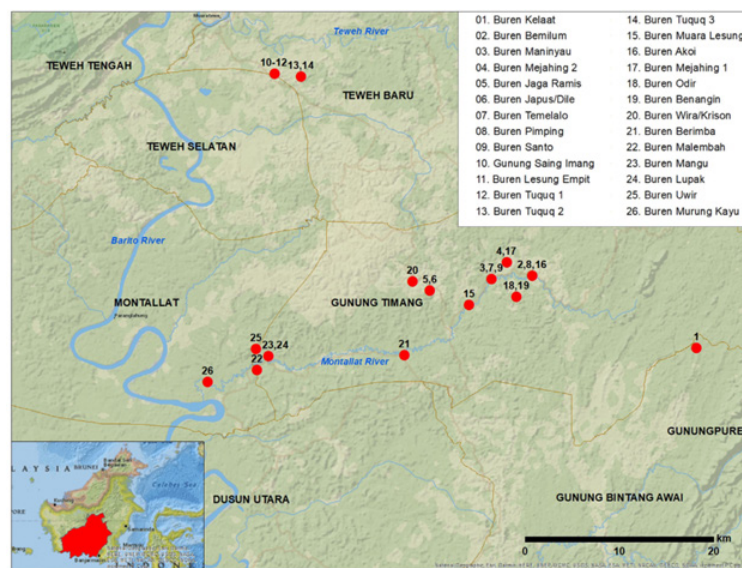 01. Buren Kelaat
02. Buren Bemilum
03. Buren Maninyau
04. Buren Mejahing 2
05. Buren Jaga Ramis
06. Buren Japus/Dile
07. Buren Temelalo
08. Buren Pimping
09. Buren Santo
10. Gunung Saing Imang
11. Buren Lesung Empit
12. Buren Tuquq 1
13. Buren Tuquq 2
14. Buren Tuquq 3
15. Buren Muara Lesung
16. Buren Akoi
17. Buren Mejahing 1
18. Buren Odir
19. Buren Benangin
20. Buren Wira/Krison
21. Buren Berimba
22. Buren Malembah
23. Buren Mangu
24. Buren Lupak
25. Buren Uwir
26. Buren Murung Kayu
Teweh River
TEWEH TENGAH
10-12
13,14
TEWEH BARU
TEWEH SELATAN
Barito River
4,17
20
5,6
3,7,9
2,8,16
MONTALLAT
GUNUNG TIMANG
15
18,19
25
23,24
21
1
22
Montallat River
26
GUNUNGPURE
DUSUN UTARA
GUNUNG BINTANG AWAI
km
0
10
20